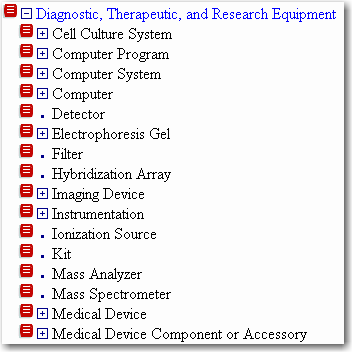 Diagnostic, Therapeutic, and Research Equipment
Cell Culture System
Computer Program
Computer System
Computer
Detector
Electrophoresis Gel
Filter
Hybridization Array
Imaging Device
Instrumentation
Ionization Source
Kit
Mass Analyzer
Mass Spectrometer
Medical Device
Medical Device Component or Accessory